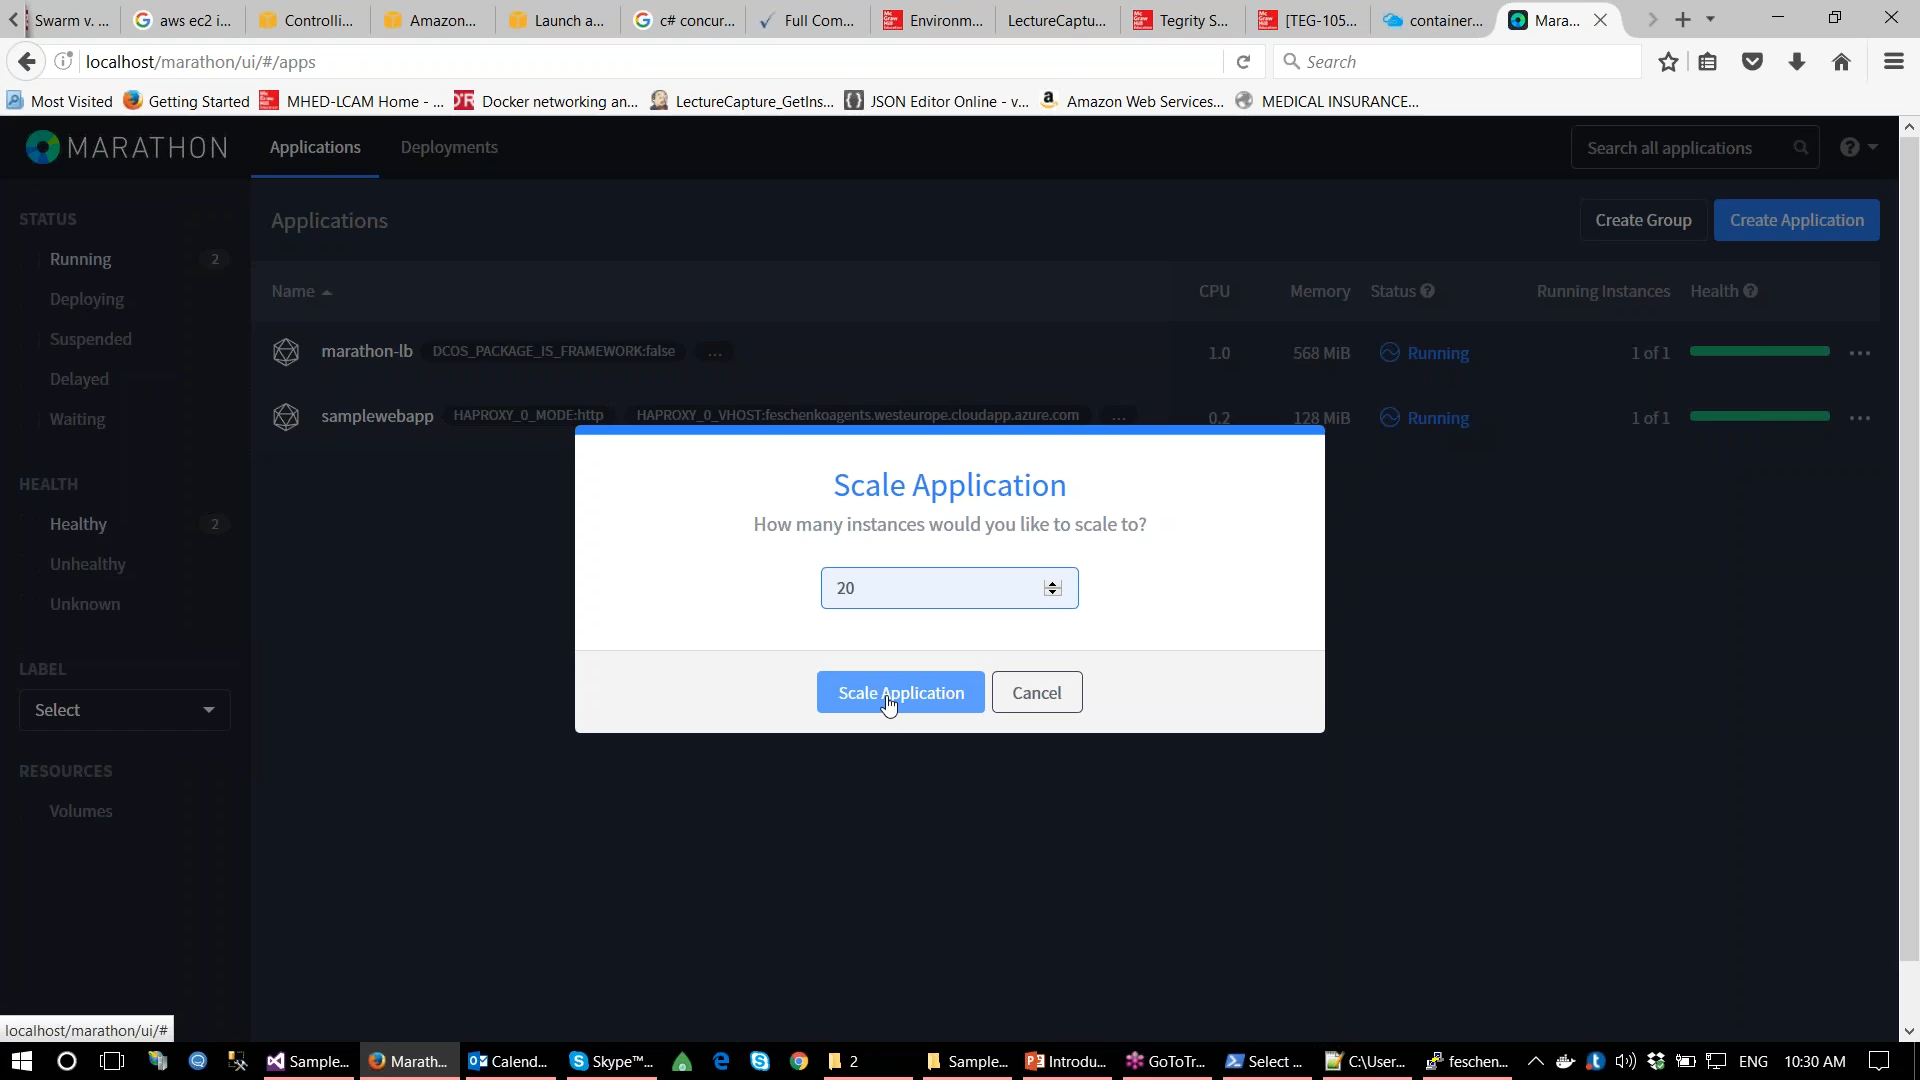 Swarm v. ...
aws ec2 i...
Controlli...
Amazon...
Launch a...
c# concur...
Full Com...
Environm...
LectureCaptu...
Tegrity S...
[TEG-105...
container...
Mara...
localhost/marathon/ui/#/apps
Search
Most Visited
Getting Started
MHED-LCAM Home - ...
Docker networking an...
LectureCapture_GetIns...
JSON Editor Online - v...
Amazon Web Services...
MEDICAL INSURANCE...
MARATHON
Applications
Deployments
Search all applications
STATUS
Running 2
Deploying
Suspended
Delayed
Waiting
HEALTH
Healthy 2
Unhealthy
Unknown
LABEL
Select
RESOURCES
Volumes
Applications
Create Group
Create Application
Name CPU Memory Status Running Instances Health
marathon-lb DCOS_PACKAGE_IS_FRAMEWORK:false ... 1.0 568 MiB Running 1 of 1
samplewebapp HAPROXY_0_MODE:http HAPROXY_0_VHOST:feschenkoagents.westeurope.cloudapp.azure.com ... 0.2 128 MiB Running 1 of 1
Scale Application
How many instances would you like to scale to?
20
Scale Application
Cancel
localhost/marathon/ui/#
Sample...
Marath...
Calend...
Skype™...
2
Sample...
Introdu...
GoToTr...
Select ...
C:\User...
feschen...
ENG
10:30 AM